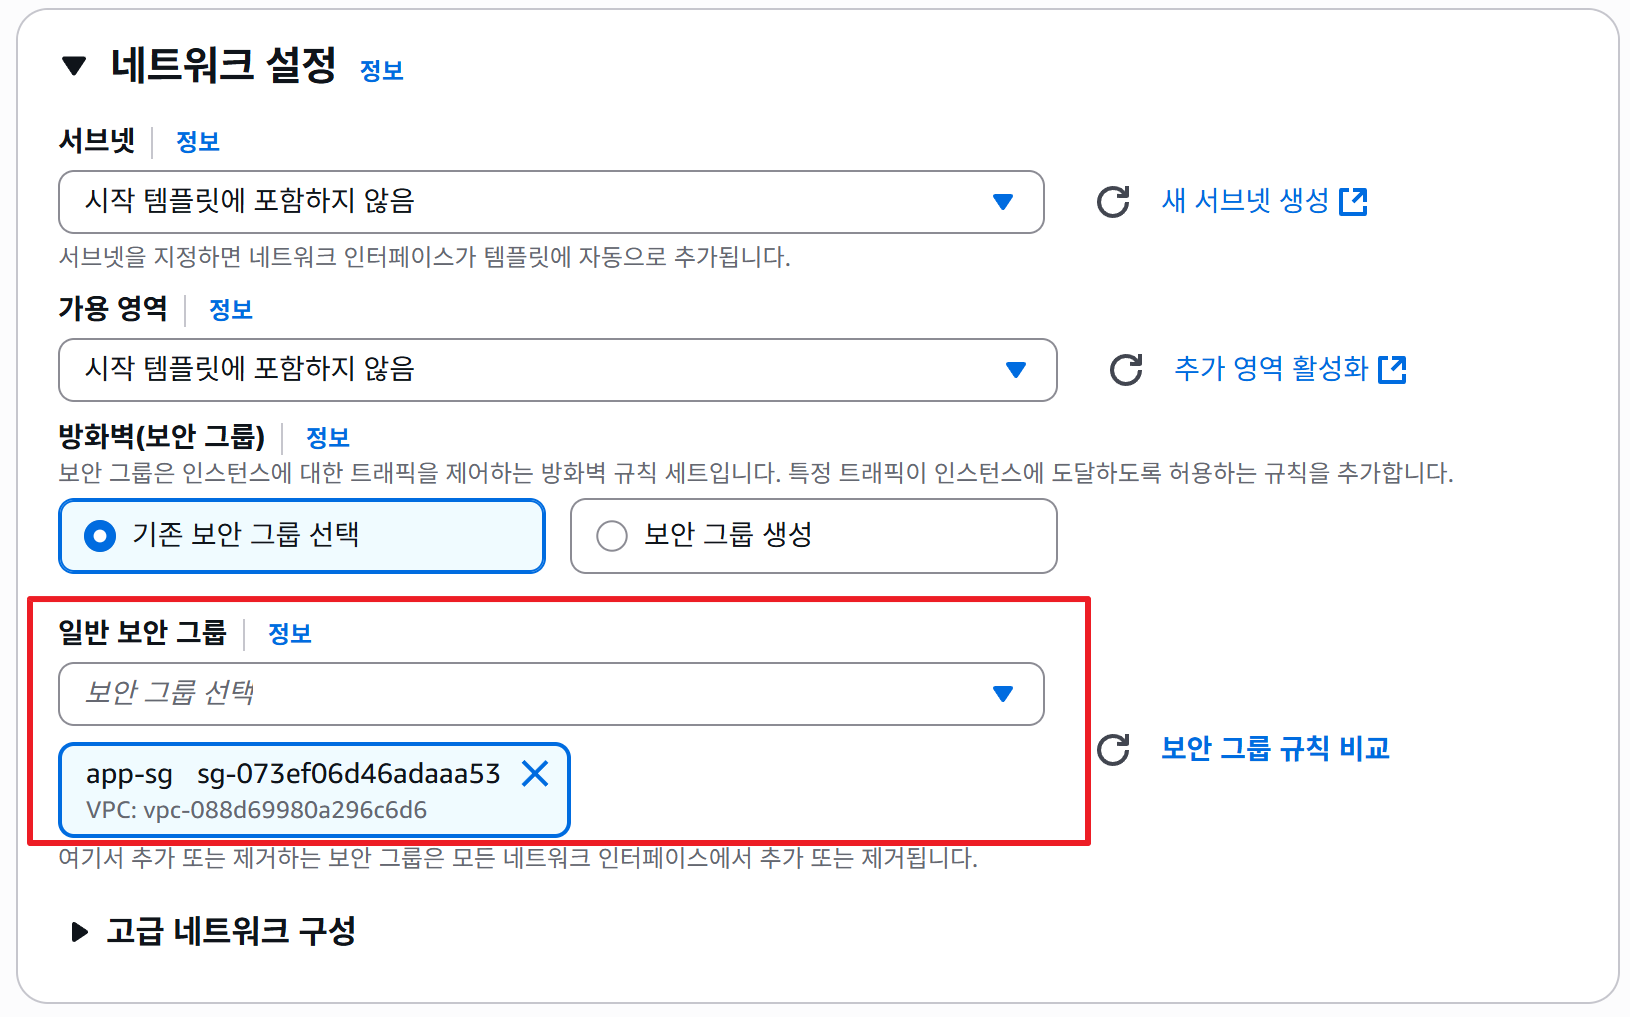 네트워크 설정 정보
서브넷 정보
시작 템플릿에 포함하지 않음
새 서브넷 생성
서브넷을 지정하면 네트워크 인터페이스가 템플릿에 자동으로 추가됩니다.
가용 영역 정보
시작 템플릿에 포함하지 않음
추가 영역 활성화
방화벽(보안 그룹) 정보
보안 그룹은 인스턴스에 대한 트래픽을 제어하는 방화벽 규칙 세트입니다. 특정 트래픽이 인스턴스에 도달하도록 허용하는 규칙을 추가합니다.
기존 보안 그룹 선택
보안 그룹 생성
일반 보안 그룹 정보
보안 그룹 선택
app-sg sg-073ef06d46adaaa53
VPC: vpc-088d69980a296c6d6
보안 그룹 규칙 비교
여기서 추가 또는 제거하는 보안 그룹은 모든 네트워크 인터페이스에서 추가 또는 제거됩니다.
고급 네트워크 구성